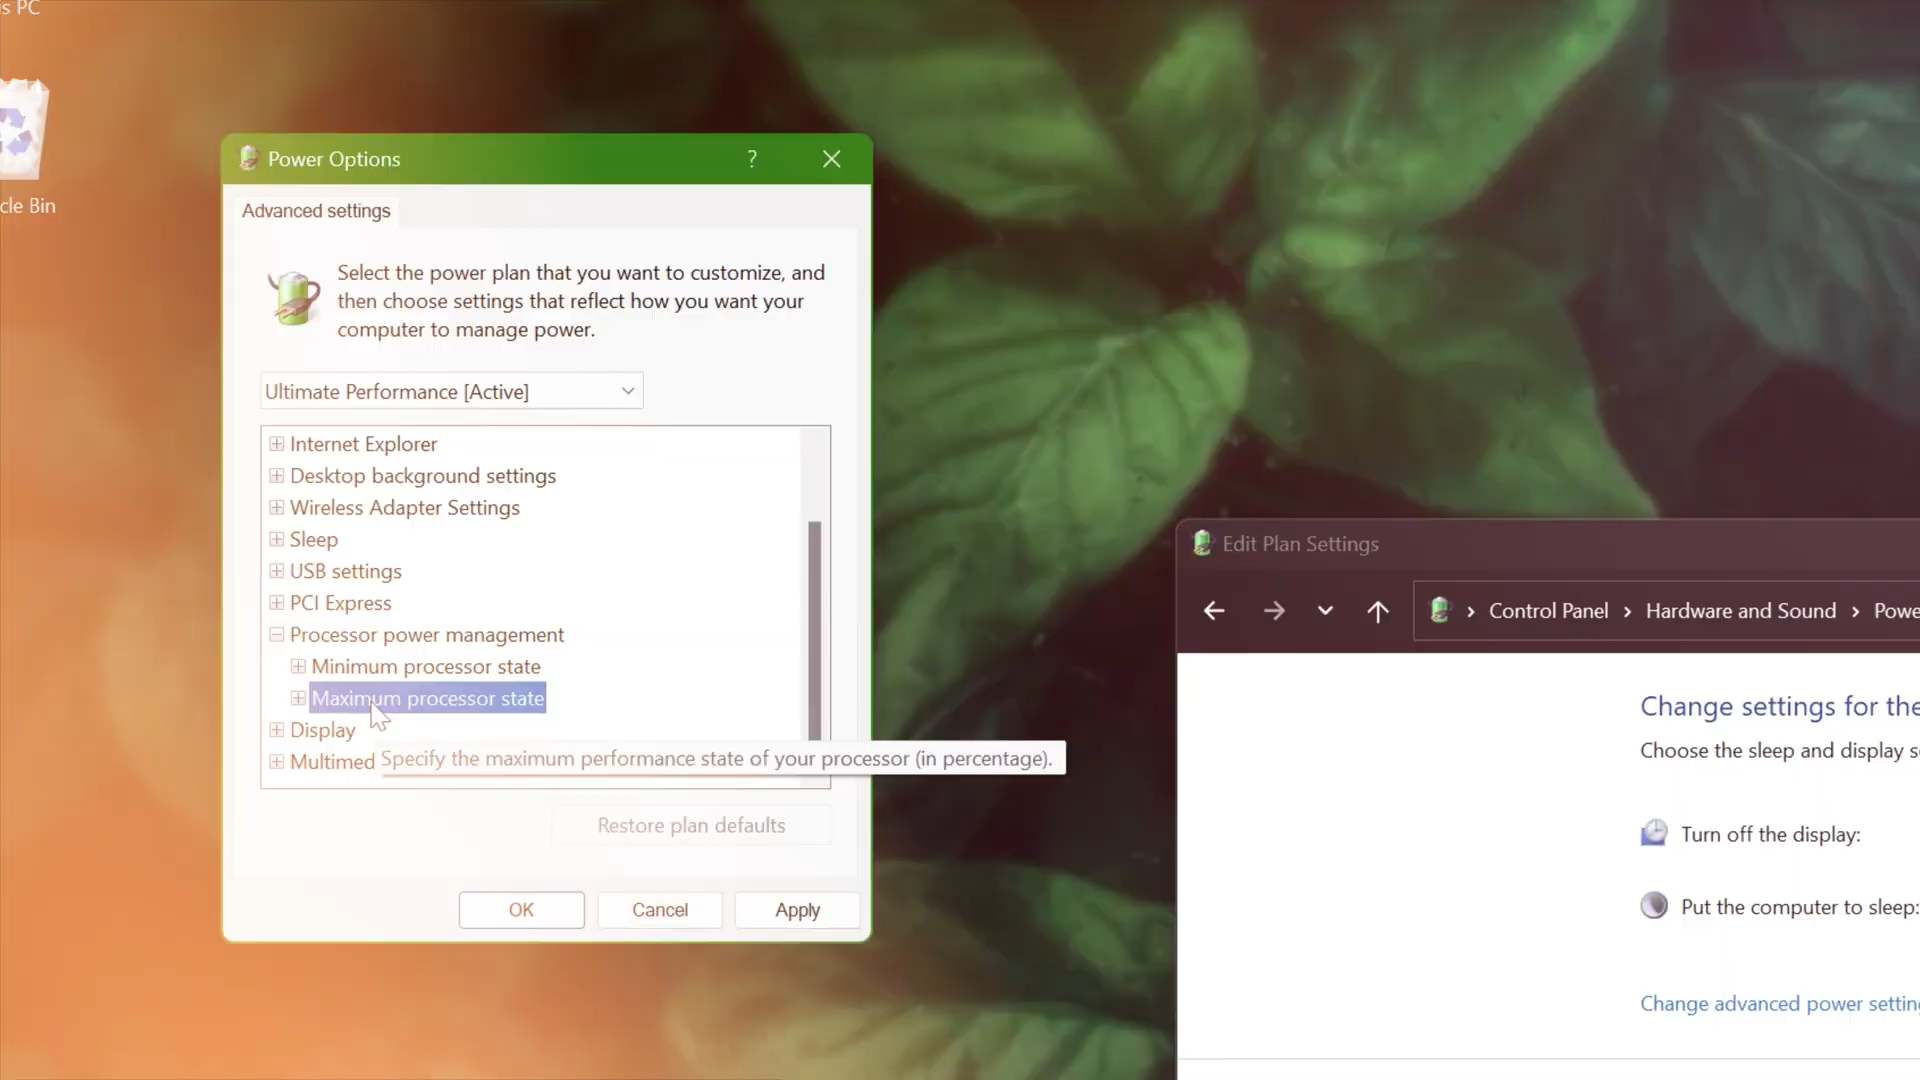 is PC
cle Bin
Power Options
?
Advanced settings
Select the power plan that you want to customize, and
then choose settings that reflect how you want your
computer to manage power.
Ultimate Performance [Active]
Internet Explorer
Desktop background settings
Wireless Adapter Settings
Sleep
USB settings
PCI Express
Processor power management
Minimum processor state
Maximum processor state
Display
Multimed
Specify the maximum performance state of your processor (in percentage).
Restore plan defaults
OK
Cancel
Apply
Edit Plan Settings
Control Panel
Hardware and Sound
Powe
Change settings for the
Choose the sleep and display s
Turn off the display:
Put the computer to sleep:
Change advanced power settin